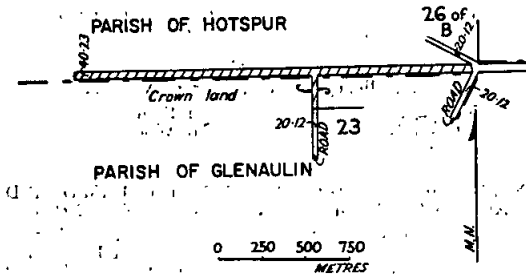 PARISH OF HOTSPUR
26 of
B
40·23
20·12
Crown land
ROAD
20·12
20·12
23
ROAD
PARISH OF GLENAULIN
M.N.
0 250 500 750
METRES